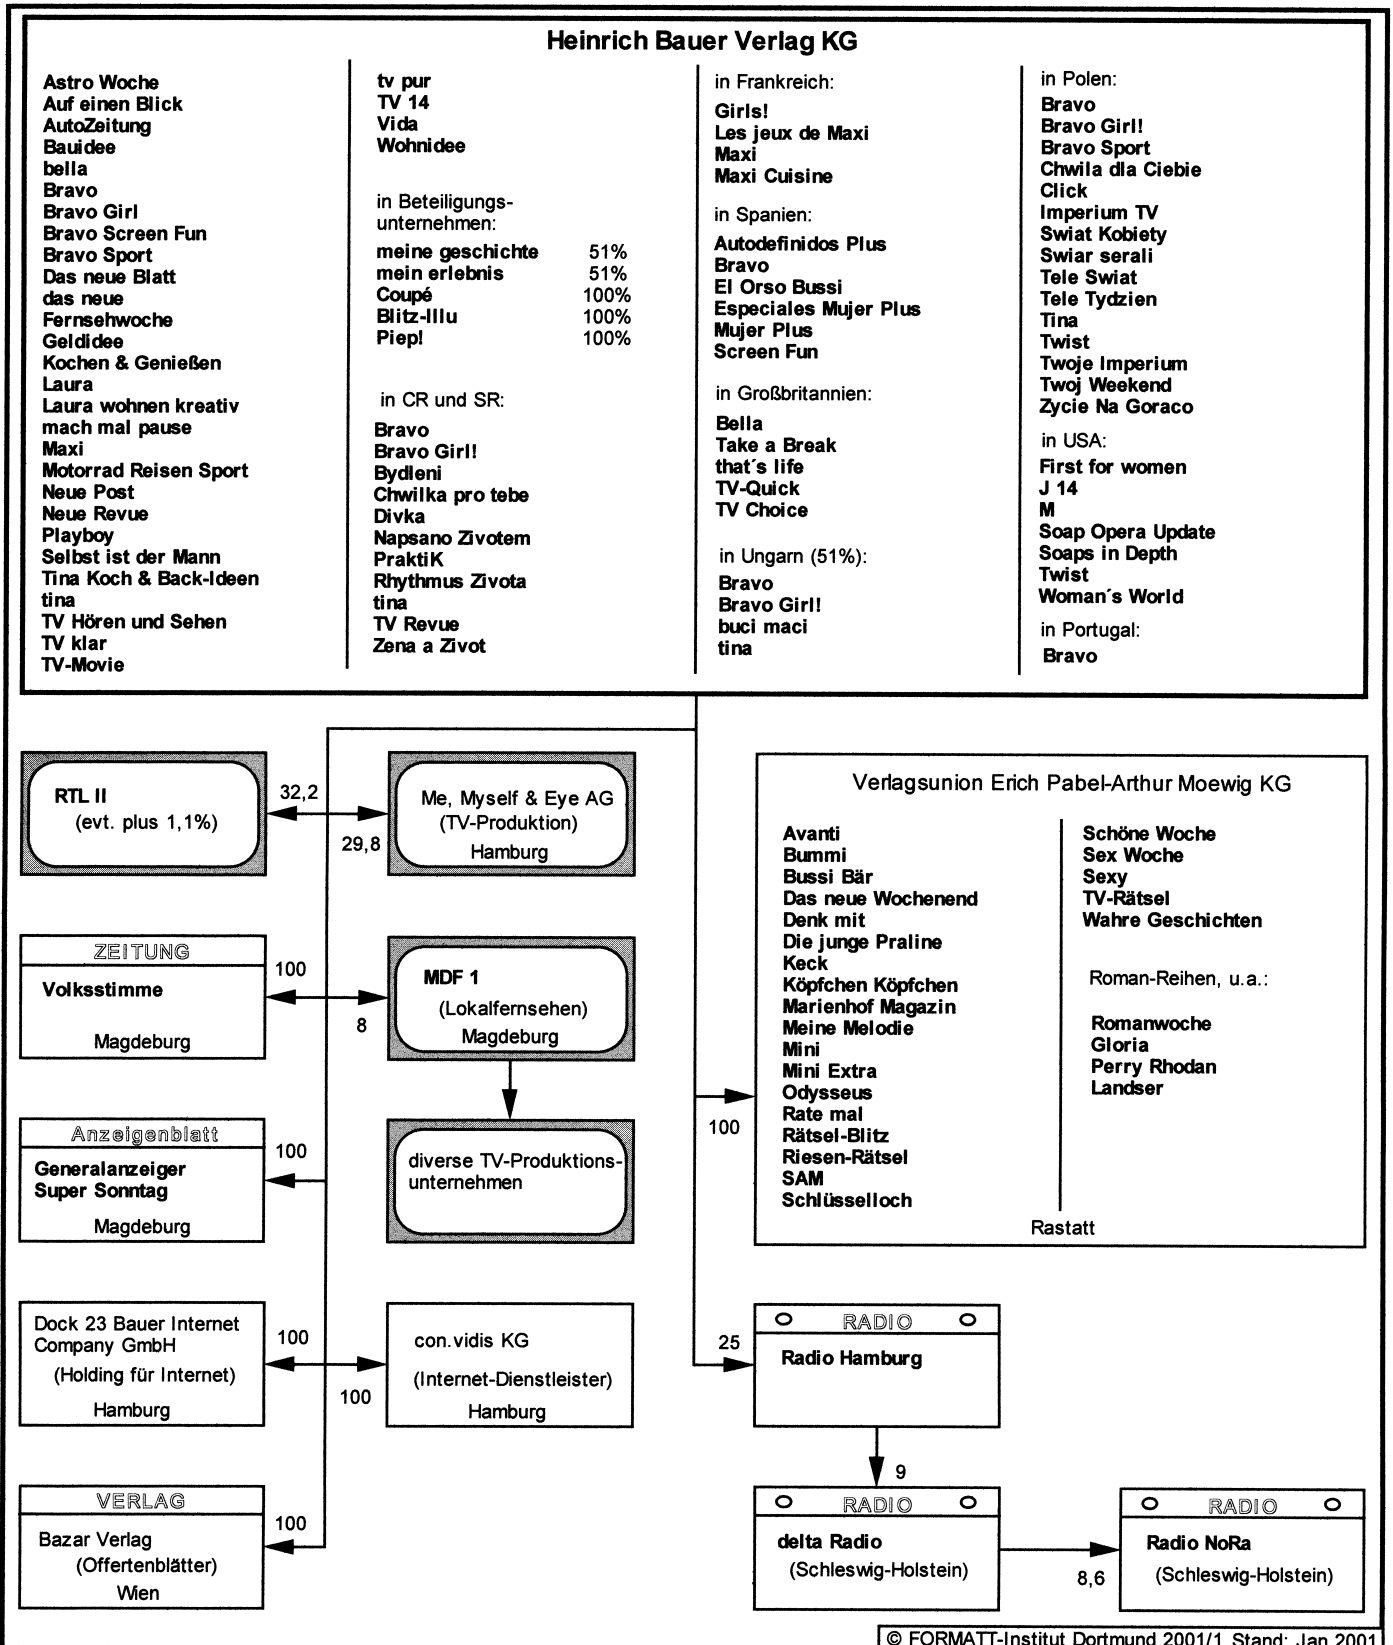 Heinrich Bauer Verlag KG
Astro Woche
Auf einen Blick
AutoZeitung
Bauidee
bella
Bravo
Bravo Girl
Bravo Screen Fun
Bravo Sport
Das neue Blatt
das neue
Fernsehwoche
Geldidee
Kochen & Genießen
Laura
Laura wohnen kreativ
mach mal pause
Maxi
Motorrad Reisen Sport
Neue Post
Neue Revue
Playboy
Selbst ist der Mann
Tina Koch & Back-Ideen
tina
TV Hören und Sehen
TV klar
TV-Movie
tv pur
TV 14
Vida
Wohnidee
in Beteiligungs-
unternehmen:
meine geschichte 51%
mein erlebnis 51%
Coupé 100%
Blitz-Illu 100%
Piep! 100%
in CR und SR:
Bravo
Bravo Girl!
Bydleni
Chwilka pro tebe
Divka
Napsano Zivotem
PraktiK
Rhythmus Zivota
tina
TV Revue
Zena a Zivot
in Frankreich:
Girls!
Les jeux de Maxi
Maxi
Maxi Cuisine
in Spanien:
Autodefinidos Plus
Bravo
El Orso Bussi
Especiales Mujer Plus
Mujer Plus
Screen Fun
in Großbritannien:
Bella
Take a Break
that´s life
TV-Quick
TV Choice
in Ungarn (51%):
Bravo
Bravo Girl!
buci maci
tina
in Polen:
Bravo
Bravo Girl!
Bravo Sport
Chwila dla Ciebie
Click
Imperium TV
Swiat Kobiety
Swiar serali
Tele Swiat
Tele Tydzien
Tina
Twist
Twoje Imperium
Twoj Weekend
Zycie Na Goraco
in USA:
First for women
J 14
M
Soap Opera Update
Soaps in Depth
Twist
Woman´s World
in Portugal:
Bravo
RTL II
(evt. plus 1,1%)
32,2
29,8
Me, Myself & Eye AG
(TV-Produktion)
Hamburg
ZEITUNG
Volksstimme
Magdeburg
100
8
MDF 1
(Lokalfernsehen)
Magdeburg
Anzeigenblatt
Generalanzeiger
Super Sonntag
Magdeburg
100
diverse TV-Produktions-
unternehmen
Dock 23 Bauer Internet
Company GmbH
(Holding für Internet)
Hamburg
100
100
con.vidis KG
(Internet-Dienstleister)
Hamburg
VERLAG
Bazar Verlag
(Offertenblätter)
Wien
100
Verlagsunion Erich Pabel-Arthur Moewig KG
Avanti
Bummi
Bussi Bär
Das neue Wochenend
Denk mit
Die junge Praline
Keck
Köpfchen Köpfchen
Marienhof Magazin
Meine Melodie
Mini
Mini Extra
Odysseus
Rate mal
Rätsel-Blitz
Riesen-Rätsel
SAM
Schlüsselloch
Schöne Woche
Sex Woche
Sexy
TV-Rätsel
Wahre Geschichten
Roman-Reihen, u.a.:
Romanwoche
Gloria
Perry Rhodan
Landser
Rastatt
100
25
RADIO
Radio Hamburg
9
RADIO
delta Radio
(Schleswig-Holstein)
8,6
RADIO
Radio NoRa
(Schleswig-Holstein)
© FORMATT-Institut Dortmund 2001/1 Stand: Jan 2001